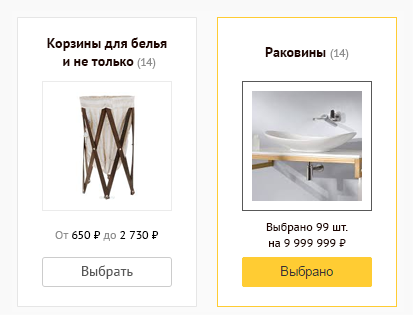 Корзины для белья
и не только (14)
От 650 ₽ до 2 730 ₽
Выбрать
Раковины (14)
Выбрано 99 шт.
на 9 999 999 ₽
Выбрано